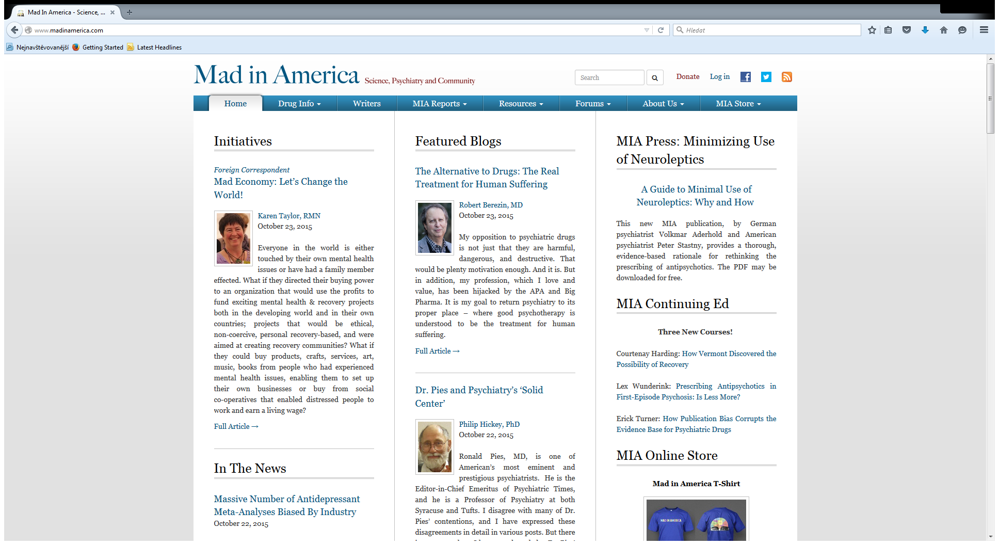 Mad In America - Science, ...
www.madinamerica.com
Hledat
Nejnavštěvovanější
Getting Started
Latest Headlines
Mad in America Science, Psychiatry and Community
Search
Donate
Log in
Home
Drug Info
Writers
MIA Reports
Resources
Forums
About Us
MIA Store
Initiatives
Foreign Correspondent
Mad Economy: Let’s Change the
World!
Karen Taylor, RMN
October 23, 2015
Everyone in the world is either
touched by their own mental health
issues or have had a family member
effected. What if they directed their buying power
to an organization that would use the profits to
fund exciting mental health & recovery projects
both in the developing world and in their own
countries; projects that would be ethical,
non-coercive, personal recovery-based, and were
aimed at creating recovery communities? What if
they could buy products, crafts, services, art,
music, books from people who had experienced
mental health issues, enabling them to set up
their own businesses or buy from social
co-operatives that enabled distressed people to
work and earn a living wage?
Full Article →
In The News
Massive Number of Antidepressant
Meta-Analyses Biased By Industry
October 22, 2015
Featured Blogs
The Alternative to Drugs: The Real
Treatment for Human Suffering
Robert Berezin, MD
October 23, 2015
My opposition to psychiatric drugs
is not just that they are harmful,
dangerous, and destructive. That
would be plenty motivation enough. And it is. But
in addition, my profession, which I love and
value, has been hijacked by the APA and Big
Pharma. It is my goal to return psychiatry to its
proper place – where good psychotherapy is
understood to be the treatment for human
suffering.
Full Article →
Dr. Pies and Psychiatry’s ‘Solid
Center’
Philip Hickey, PhD
October 22, 2015
Ronald Pies, MD, is one of
American’s most eminent and
prestigious psychiatrists. He is the
Editor-in-Chief Emeritus of Psychiatric Times,
and he is a Professor of Psychiatry at both
Syracuse and Tufts. I disagree with many of Dr.
Pies’ contentions, and I have expressed these
disagreements in detail in various posts. But there
MIA Press: Minimizing Use
of Neuroleptics
A Guide to Minimal Use of
Neuroleptics: Why and How
This new MIA publication, by German
psychiatrist Volkmar Aderhold and American
psychiatrist Peter Stastny, provides a thorough,
evidence-based rationale for rethinking the
prescribing of antipsychotics. The PDF may be
downloaded for free.
MIA Continuing Ed
Three New Courses!
Courtenay Harding: How Vermont Discovered the
Possibility of Recovery
Lex Wunderink: Prescribing Antipsychotics in
First-Episode Psychosis: Is Less More?
Erick Turner: How Publication Bias Corrupts the
Evidence Base for Psychiatric Drugs
MIA Online Store
Mad in America T-Shirt
MAD IN AMERICA